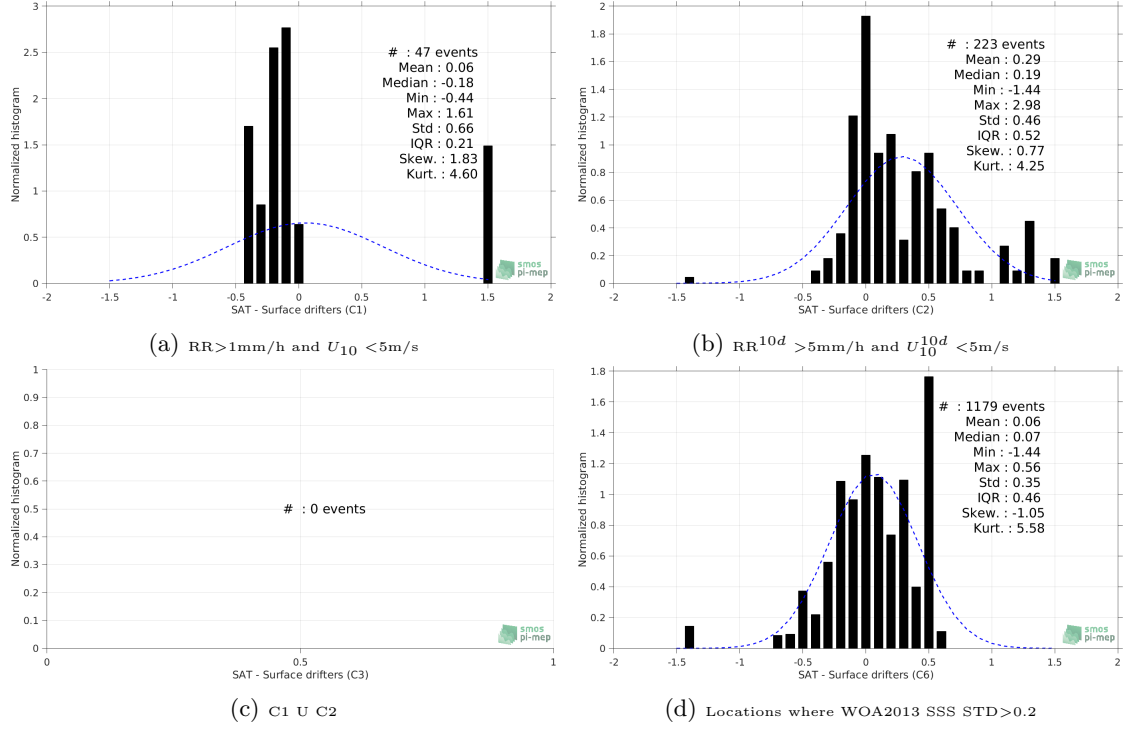 3
2.5
2
1.5
1
0.5
0
-2
-1.5
-1
-0.5
0
0.5
1
1.5
2
Normalized histogram
SAT - Surface drifters (C1)
# : 47 events
Mean : 0.06
Median : -0.18
Min : -0.44
Max : 1.61
Std : 0.66
IQR : 0.21
Skew. : 1.83
Kurt. : 4.60
smos
pi-mep
(a) RR>1mm/h and U10 <5m/s
2
1.8
1.6
1.4
1.2
1
0.8
0.6
0.4
0.2
0
-2
-1.5
-1
-0.5
0
0.5
1
1.5
2
Normalized histogram
SAT - Surface drifters (C2)
# : 223 events
Mean : 0.29
Median : 0.19
Min : -1.44
Max : 2.98
Std : 0.46
IQR : 0.52
Skew. : 0.77
Kurt. : 4.25
smos
pi-mep
(b) RR10d >5mm/h and U10 10d <5m/s
1
0.9
0.8
0.7
0.6
0.5
0.4
0.3
0.2
0.1
0
0
0.5
1
Normalized histogram
SAT - Surface drifters (C3)
# : 0 events
smos
pi-mep
(c) C1 U C2
1.8
1.6
1.4
1.2
1
0.8
0.6
0.4
0.2
0
-2
-1.5
-1
-0.5
0
0.5
1
1.5
2
Normalized histogram
SAT - Surface drifters (C6)
# : 1179 events
Mean : 0.06
Median : 0.07
Min : -1.44
Max : 0.56
Std : 0.35
IQR : 0.46
Skew. : -1.05
Kurt. : 5.58
smos
pi-mep
(d) Locations where WOA2013 SSS STD>0.2